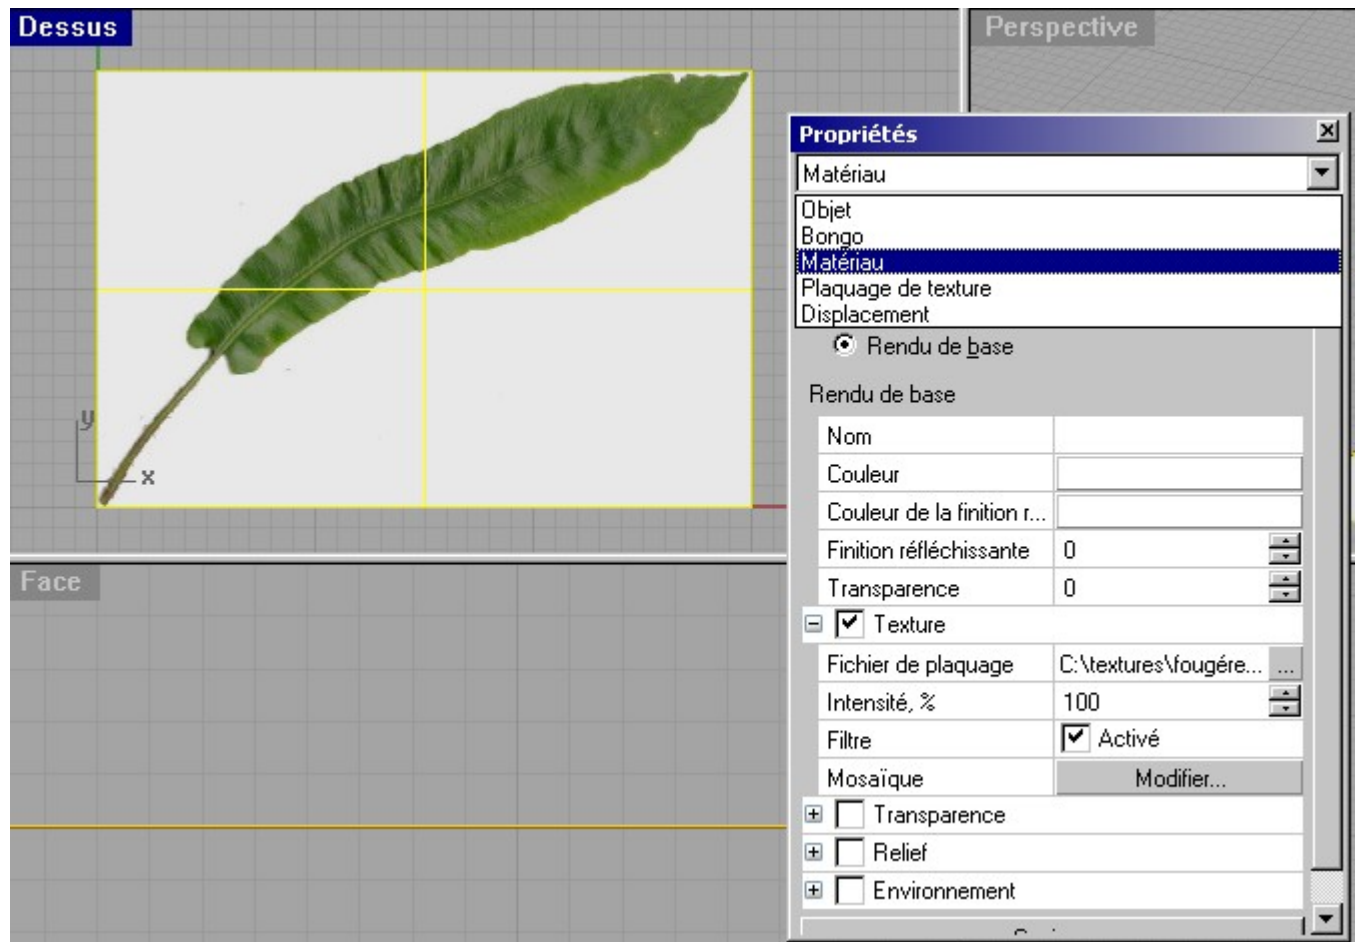 Dessus
Perspective
y
x
Face
Propriétés
Matériau
Objet
Bongo
Matériau
Plaquage de texture
Displacement
Rendu de base
Rendu de base
Nom
Couleur
Couleur de la finition r...
Finition réfléchissante 0
Transparence 0
Texture
Fichier de plaquage C:\textures\fougére... ...
Intensité, % 100
Filtre Activé
Mosaïque Modifier...
Transparence
Relief
Environnement